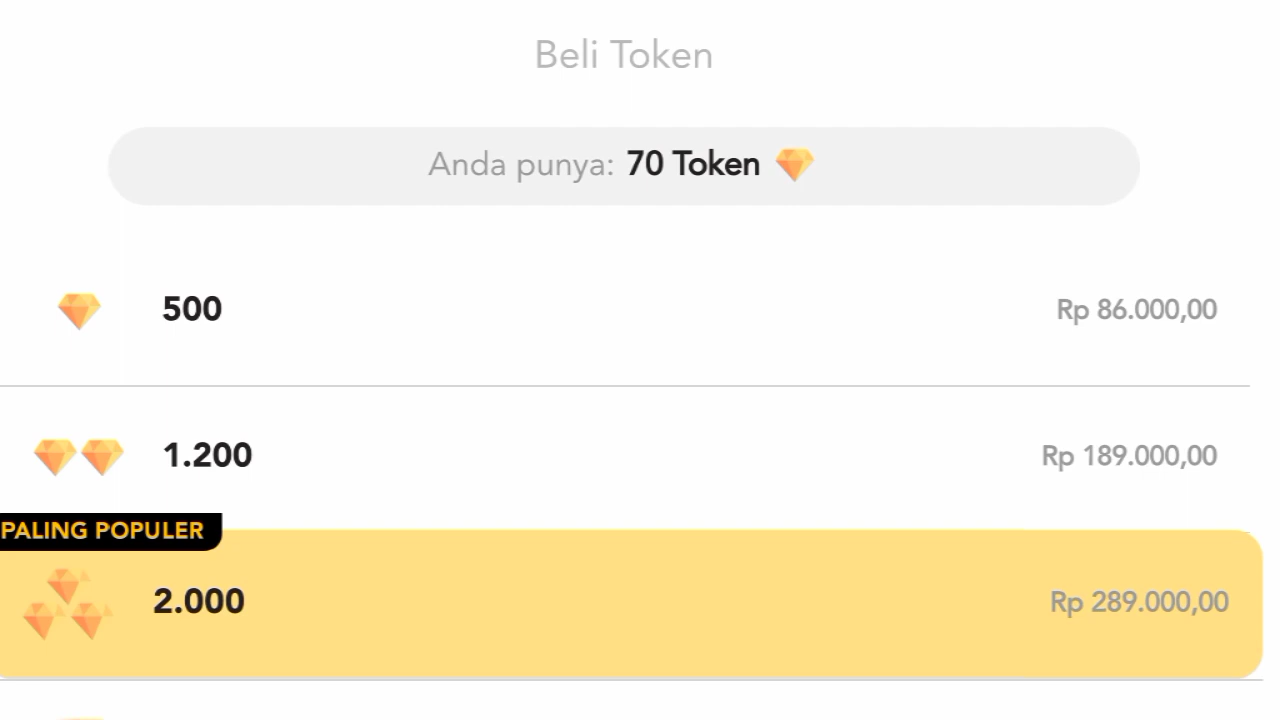 Beli Token
Anda punya: 70 Token
500 Rp 86.000,00
1.200 Rp 189.000,00
PALING POPULER
2.000 Rp 289.000,00